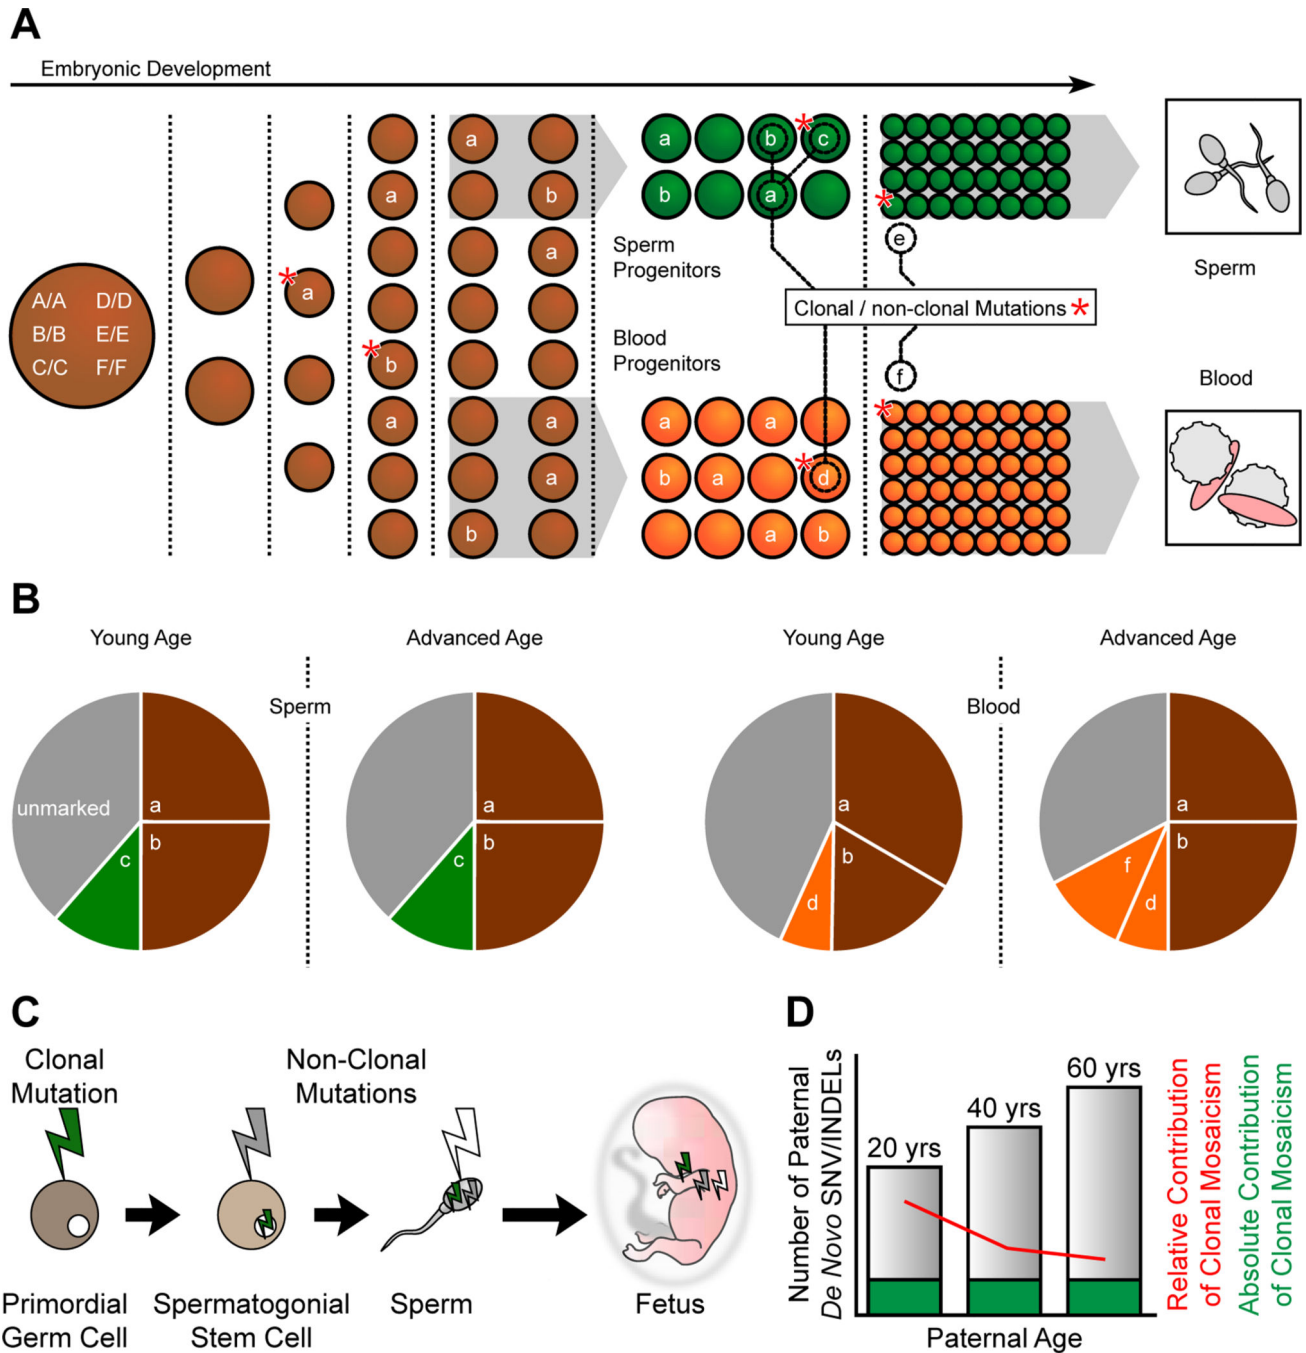 A
Embryonic Development
A/A D/D
B/B E/E
C/C F/F
a
a
b
a
a
b
a
b
a
a
b
a
b c
b a
Sperm
Progenitors
e
Clonal / non-clonal Mutations *
Blood
Progenitors
f
a a
b a d
a b
Sperm
Blood
B
Young Age
Advanced Age
Young Age
Advanced Age
Sperm
Blood
unmarked
a
b
c
a
b
c
a
b
d
a
b
f
d
C
Clonal
Mutation
Non-Clonal
Mutations
Primordial
Germ Cell
Spermatogonial
Stem Cell
Sperm
Fetus
D
Number of Paternal
De Novo SNV/INDELs
20 yrs
40 yrs
60 yrs
Paternal Age
Relative Contribution
of Clonal Mosaicism
Absolute Contribution
of Clonal Mosaicism